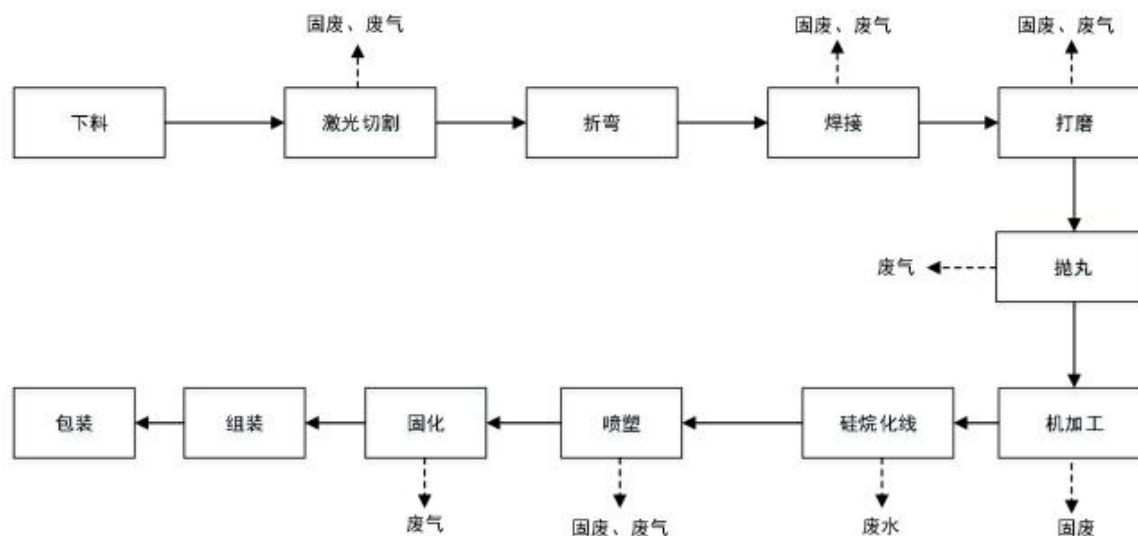 固废、废气
固废、废气
固废、废气
下料
激光切割
折弯
焊接
打磨
废气
抛丸
包装
组装
固化
喷塑
硅烷化线
机加工
废气
固废、废气
废水
固废